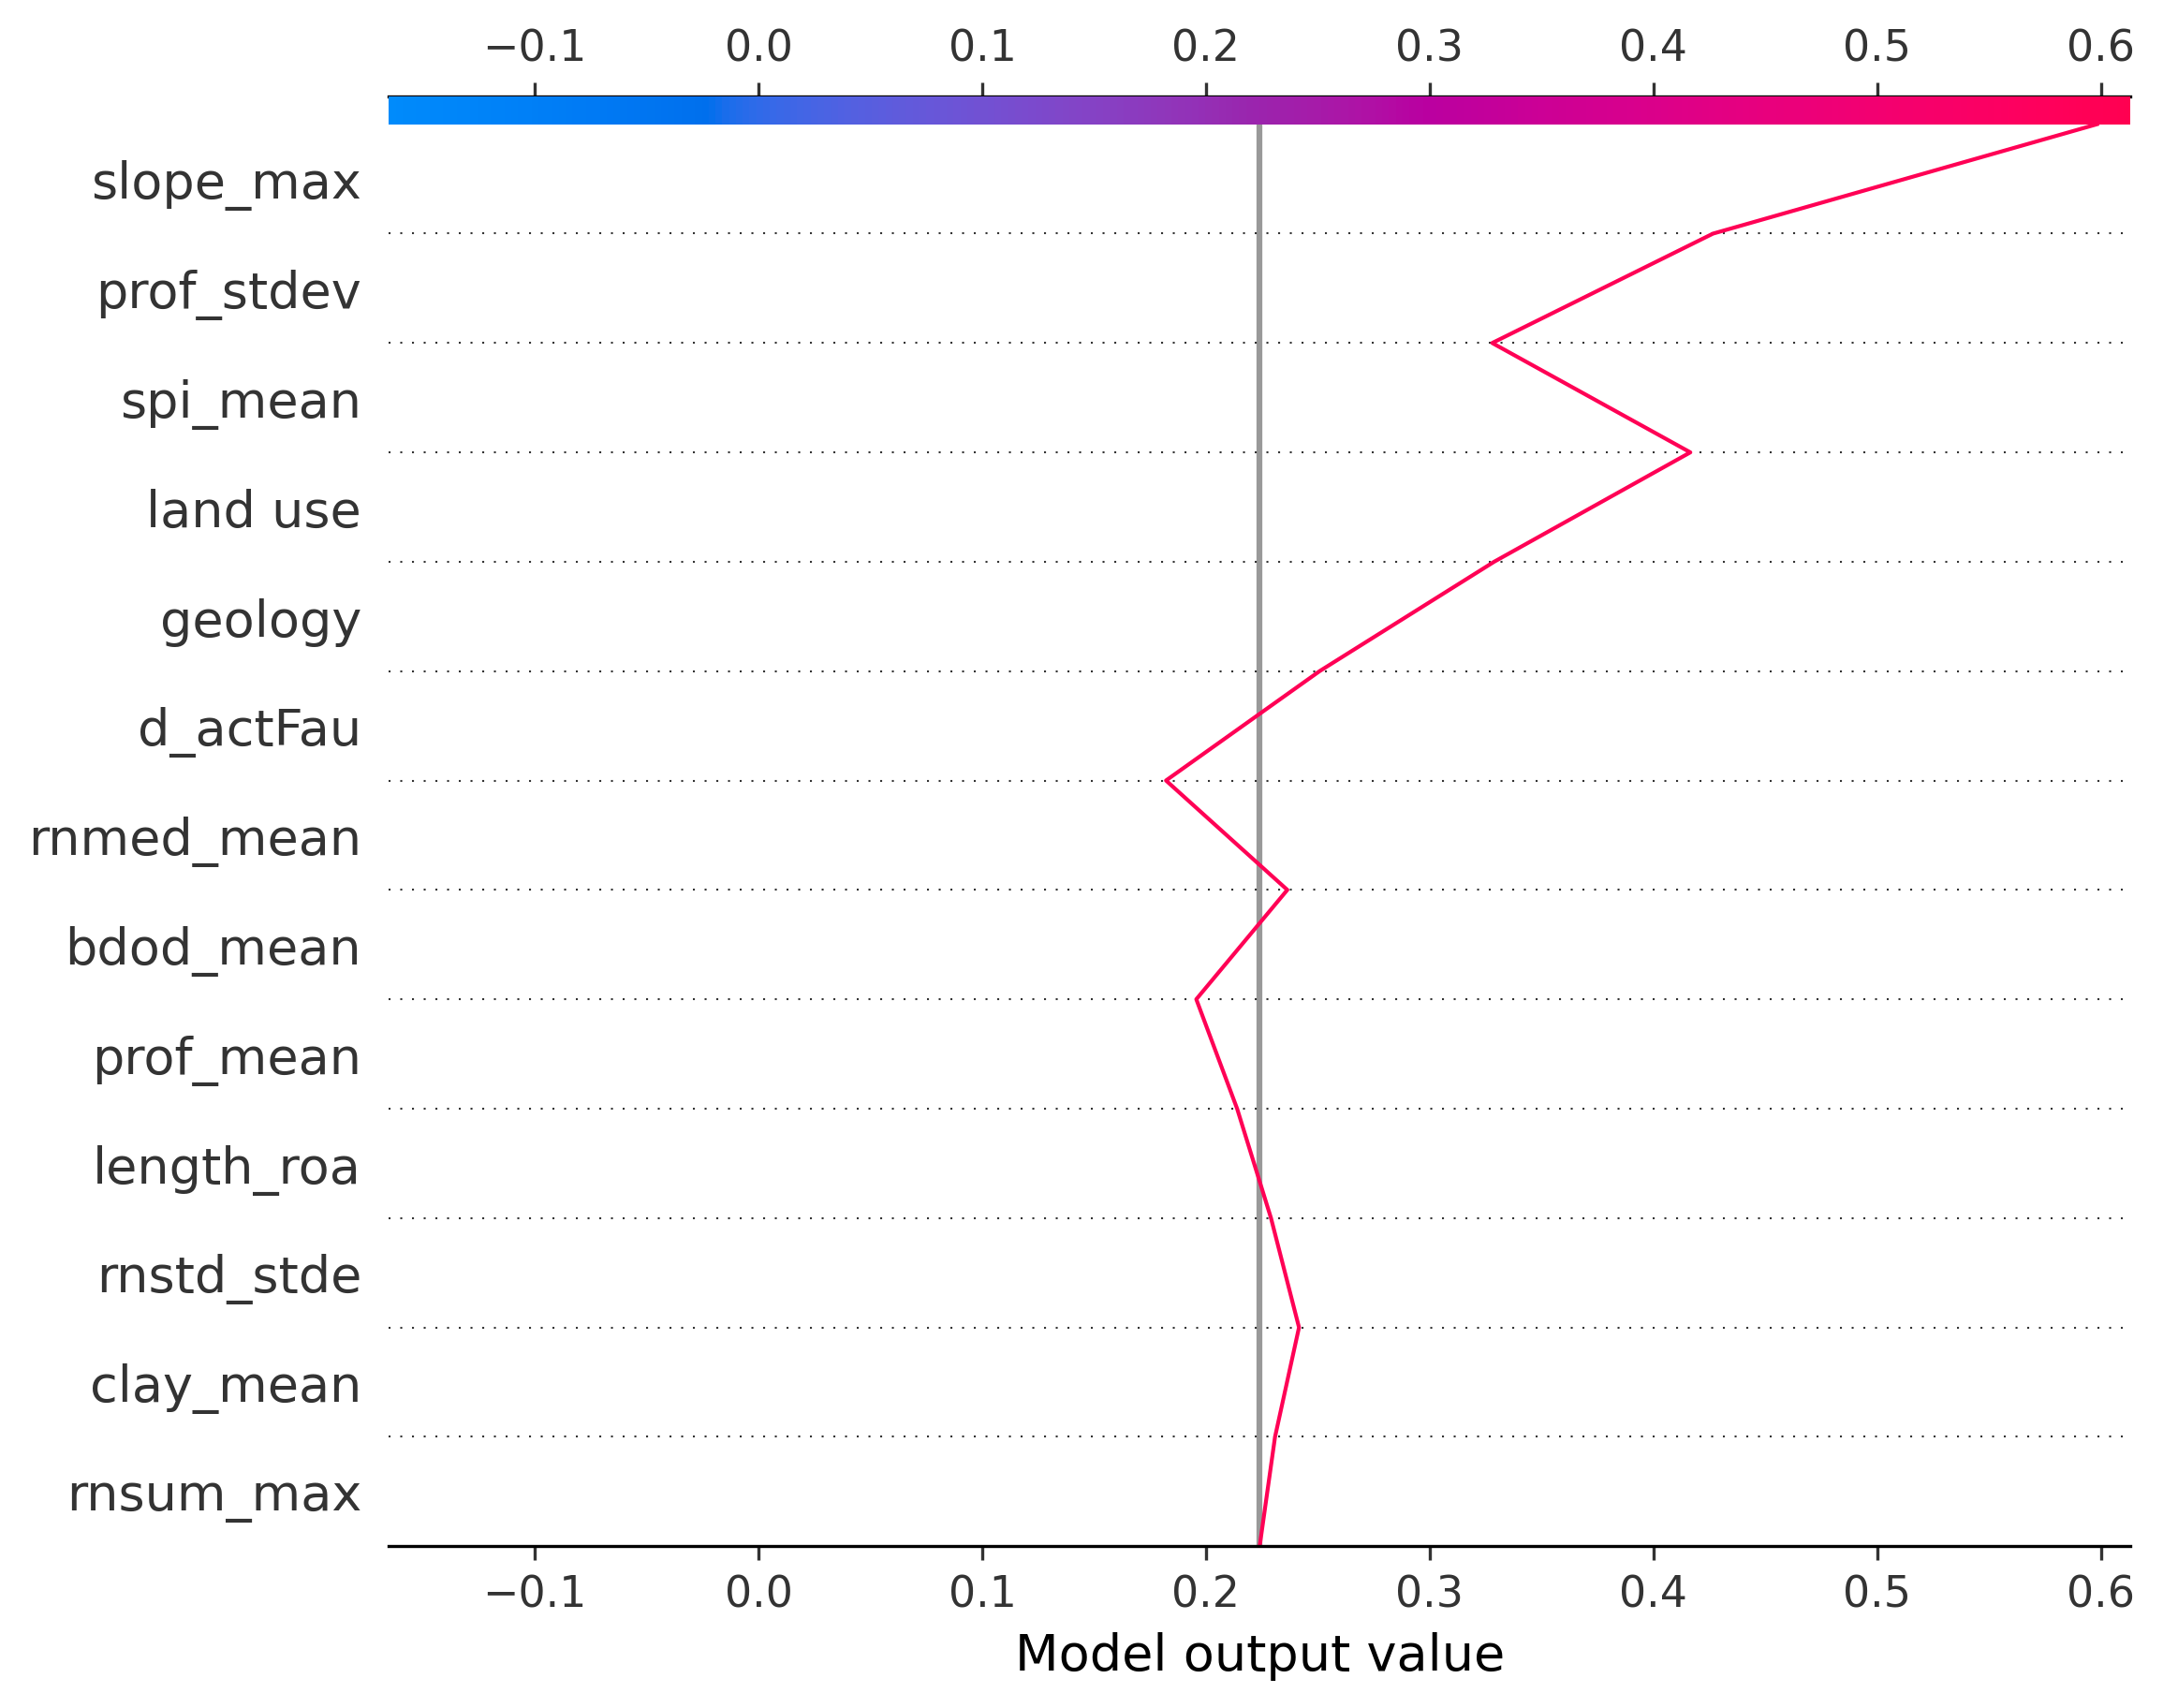 −0.1 0.0 0.1 0.2 0.3 0.4 0.5 0.6
slope_max
prof_stdev
spi_mean
land use
geology
d_actFau
rnmed_mean
bdod_mean
prof_mean
length_roa
rnstd_stde
clay_mean
rnsum_max
−0.1 0.0 0.1 0.2 0.3 0.4 0.5 0.6
Model output value